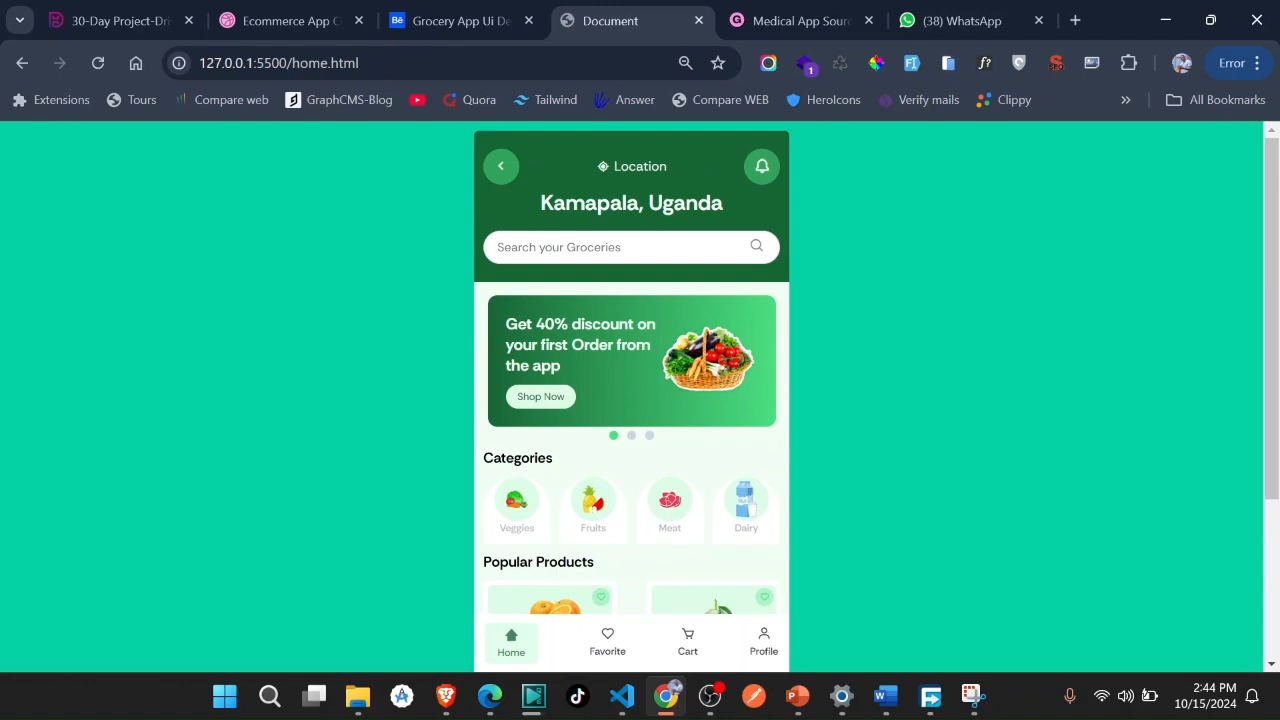 30-Day Project-Dri
Ecommerce App C
Grocery App Ui De
Document
Medical App Sourc
(38) WhatsApp
127.0.0.1:5500/home.html
1
Error
Extensions
Tours
Compare web
GraphCMS-Blog
Quora
Tailwind
Answer
Compare WEB
HeroIcons
Verify mails
Clippy
All Bookmarks
Location
Kamapala, Uganda
Search your Groceries
Get 40% discount on
your first Order from
the app
Shop Now
Categories
Veggies
Fruits
Meat
Dairy
Popular Products
Home
Favorite
Cart
Profile
2:44 PM
10/15/2024